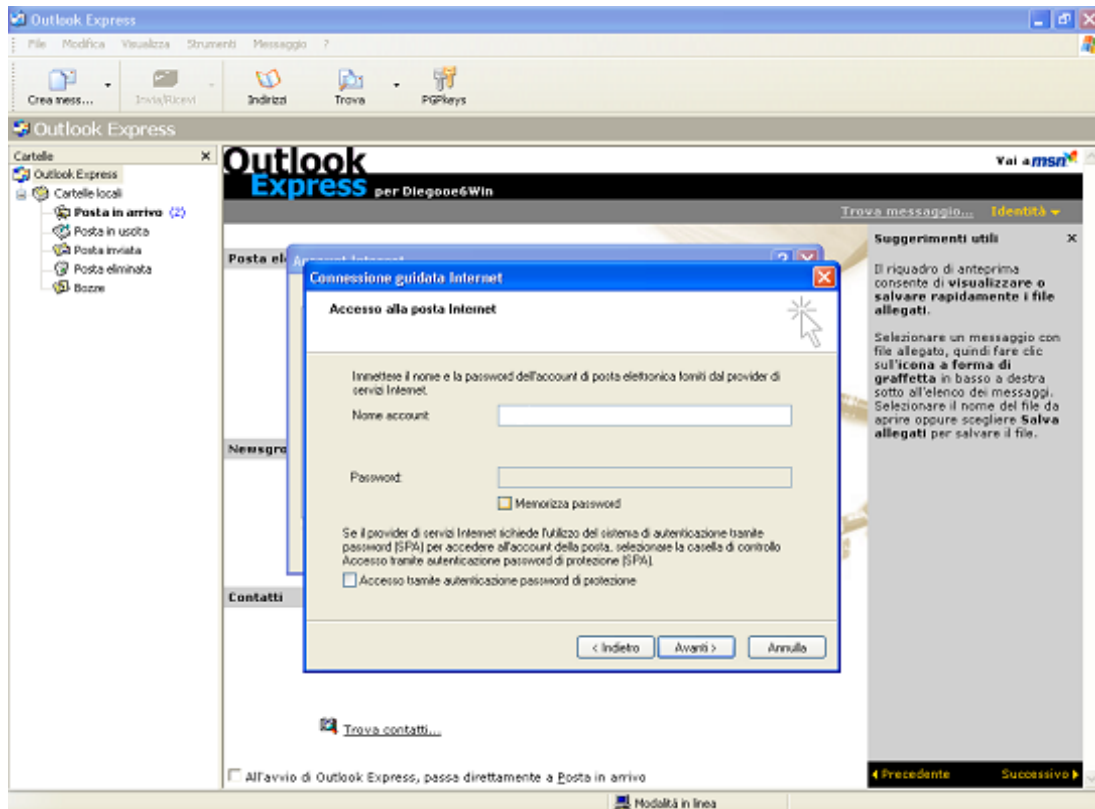 Outlook Express
File Modifica Visualizza Strumenti Messaggio ?
Crea mess... Invia/Ricevi Indirizzi Trova PGPkeys
Outlook Express
Cartelle
Outlook Express
Cartelle locali
Posta in arrivo (2)
Posta in uscita
Posta inviata
Posta eliminata
Bozze
Outlook
Express per Diegooe6Win
Vai a msn
Trova messaggio... Identità
Posta el
Newsgro
Contatti
Account Internet
Connessione guidata Internet
Accesso alla posta Internet
Immettere il nome e la password dell'account di posta elettronica forniti dal provider di
servizi Internet.
Nome account:
Password:
Memorizza password
Se il provider di servizi Internet richiede l'utilizzo del sistema di autenticazione tramite
password (SPA) per accedere all'account della posta, selezionare la casella di controllo
Accesso tramite autenticazione password di protezione (SPA).
Accesso tramite autenticazione password di protezione
< Indietro Avanti > Annulla
Trova contatti...
All'avvio di Outlook Express, passa direttamente a Posta in arrivo
Suggerimenti utili
Il riquadro di anteprima
consente di visualizzare o
salvare rapidamente i file
allegati.
Selezionare un messaggio con
file allegato, quindi fare clic
sull'icona a forma di
graffetta in basso a destra
sotto all'elenco dei messaggi.
Selezionare il nome del file da
aprire oppure scegliere Salva
allegati per salvare il file.
Precedente Successivo
Modalità in linea